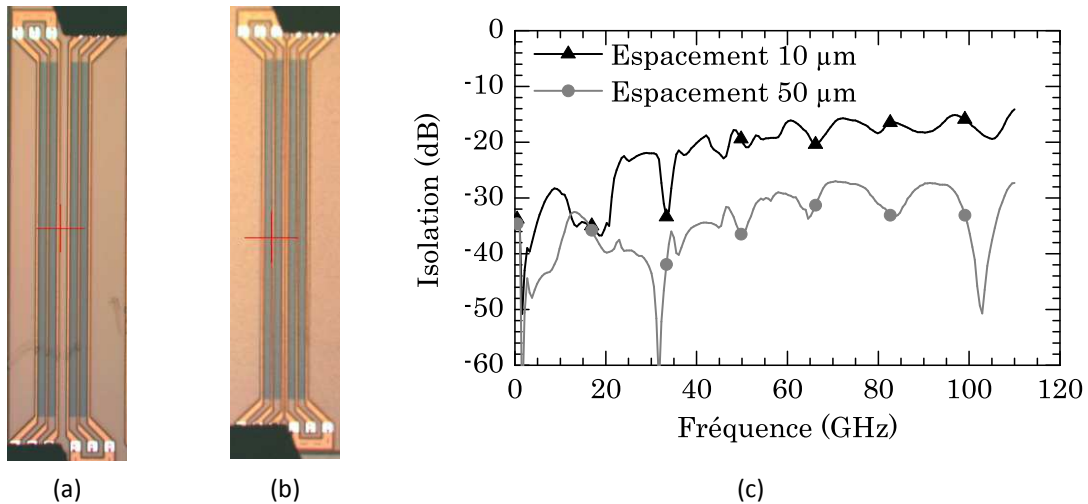 Espacement 10 µm
Espacement 50 µm
Isolation (dB)
0
-10
-20
-30
-40
-50
-60
0 20 40 60 80 100 120
Fréquence (GHz)
(a) (b) (c)